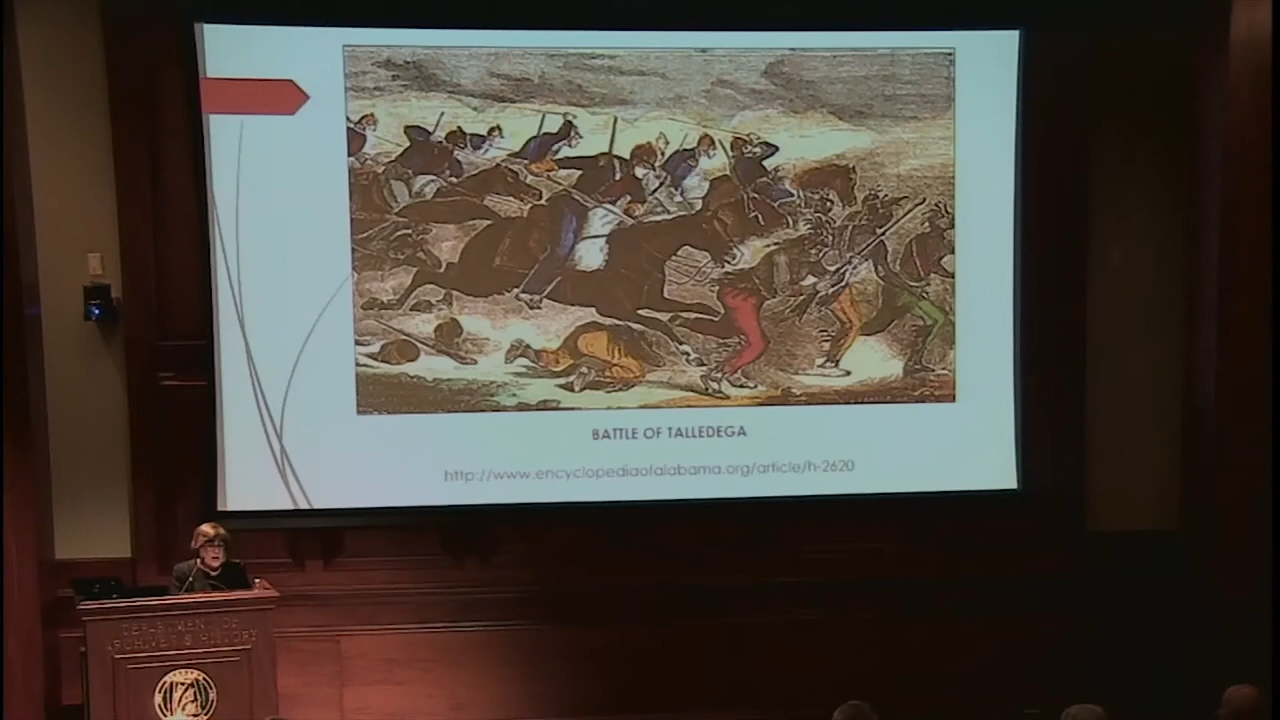 BATTLE OF TALLEDEGA
http://www.encyclopediaofalabama.org/article/h-2620
DEPARTMENT OF
ARCHIVES & HISTORY